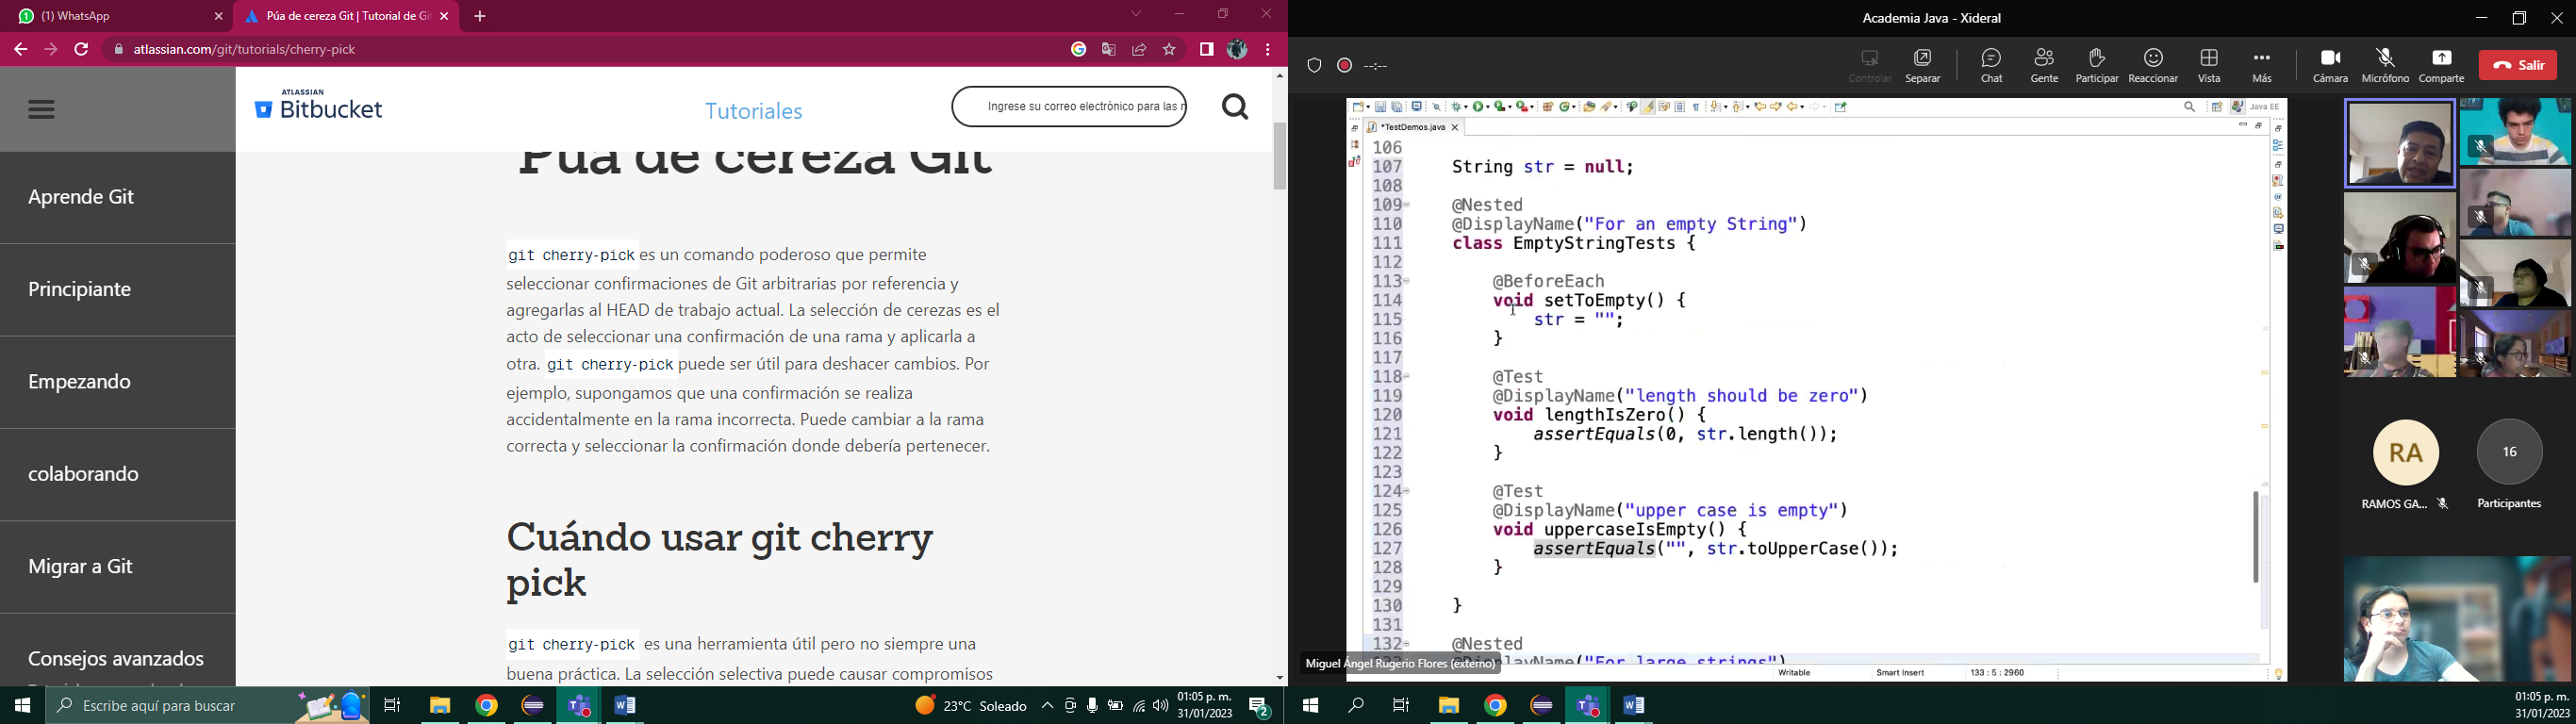 (1) WhatsApp
Púa de cereza Git | Tutorial de Gi
atlassian.com/git/tutorials/cherry-pick
ATLASSIAN
Bitbucket
Tutoriales
Ingrese su correo electrónico para las n
Aprende Git
Principiante
Empezando
colaborando
Migrar a Git
Consejos avanzados
Púa de cereza Git
git cherry-pick es un comando poderoso que permite
seleccionar confirmaciones de Git arbitrarias por referencia y
agregarlas al HEAD de trabajo actual. La selección de cerezas es el
acto de seleccionar una confirmación de una rama y aplicarla a
otra. git cherry-pick puede ser útil para deshacer cambios. Por
ejemplo, supongamos que una confirmación se realiza
accidentalmente en la rama incorrecta. Puede cambiar a la rama
correcta y seleccionar la confirmación donde debería pertenecer.
Cuándo usar git cherry
pick
git cherry-pick es una herramienta útil pero no siempre una
buena práctica. La selección selectiva puede causar compromisos
Escribe aquí para buscar
23°C Soleado
01:05 p. m.
31/01/2023
2
Academia Java - Xideral
--:--
Controlar
Separar
Chat
Gente
Participar
Reaccionar
Vista
Más
Cámara
Micrófono
Comparte
Salir
Java EE
*TestDemos.java
106
107 String str = null;
108
109 @Nested
110 @DisplayName("For an empty String")
111 class EmptyStringTests {
112
113 @BeforeEach
114 void setToEmpty() {
115 str = "";
116 }
117
118 @Test
119 @DisplayName("length should be zero")
120 void lengthIsZero() {
121 assertEquals(0, str.length());
122 }
123
124 @Test
125 @DisplayName("upper case is empty")
126 void uppercaseIsEmpty() {
127 assertEquals("", str.toUpperCase());
128 }
129
130 }
131
132 @Nested
133 @DisplayName("For large strings")
Miguel Ángel Rugerio Flores (externo)
Writable
Smart Insert
133 : 5 : 2960
RA
RAMOS GA...
16
Participantes
01:05 p. m.
31/01/2023